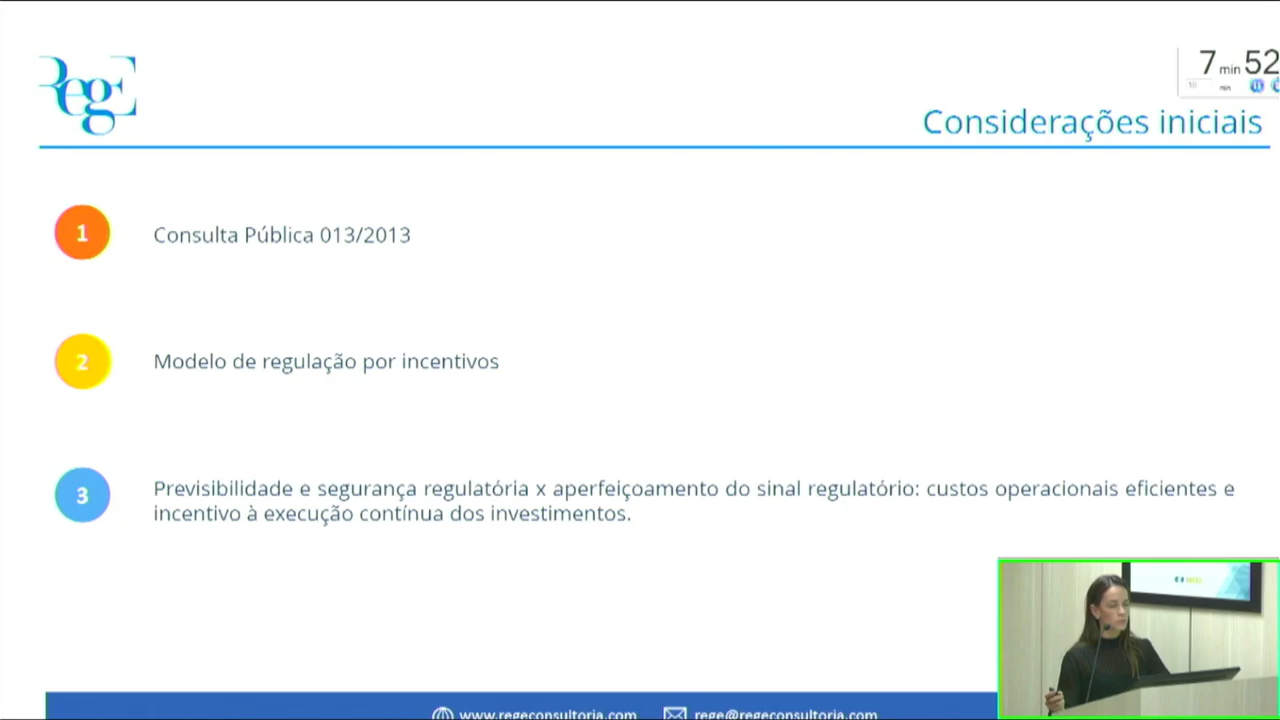 RegE
7 min 52
10 min
Considerações iniciais
1
Consulta Pública 013/2013
2
Modelo de regulação por incentivos
3
Previsibilidade e segurança regulatória x aperfeiçoamento do sinal regulatório: custos operacionais eficientes e
incentivo à execução contínua dos investimentos.
www.regeconsultoria.com
rege@regeconsultoria.com